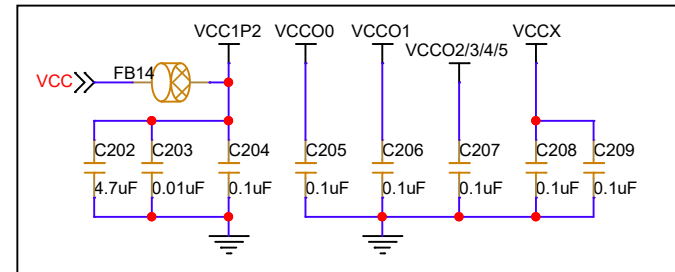 VCC1P2 VCCO0 VCCO1 VCCX
VCCO2/3/4/5
VCC FB14
C202 C203 C204 C205 C206 C207 C208 C209
4.7uF 0.01uF 0.1uF 0.1uF 0.1uF 0.1uF 0.1uF 0.1uF